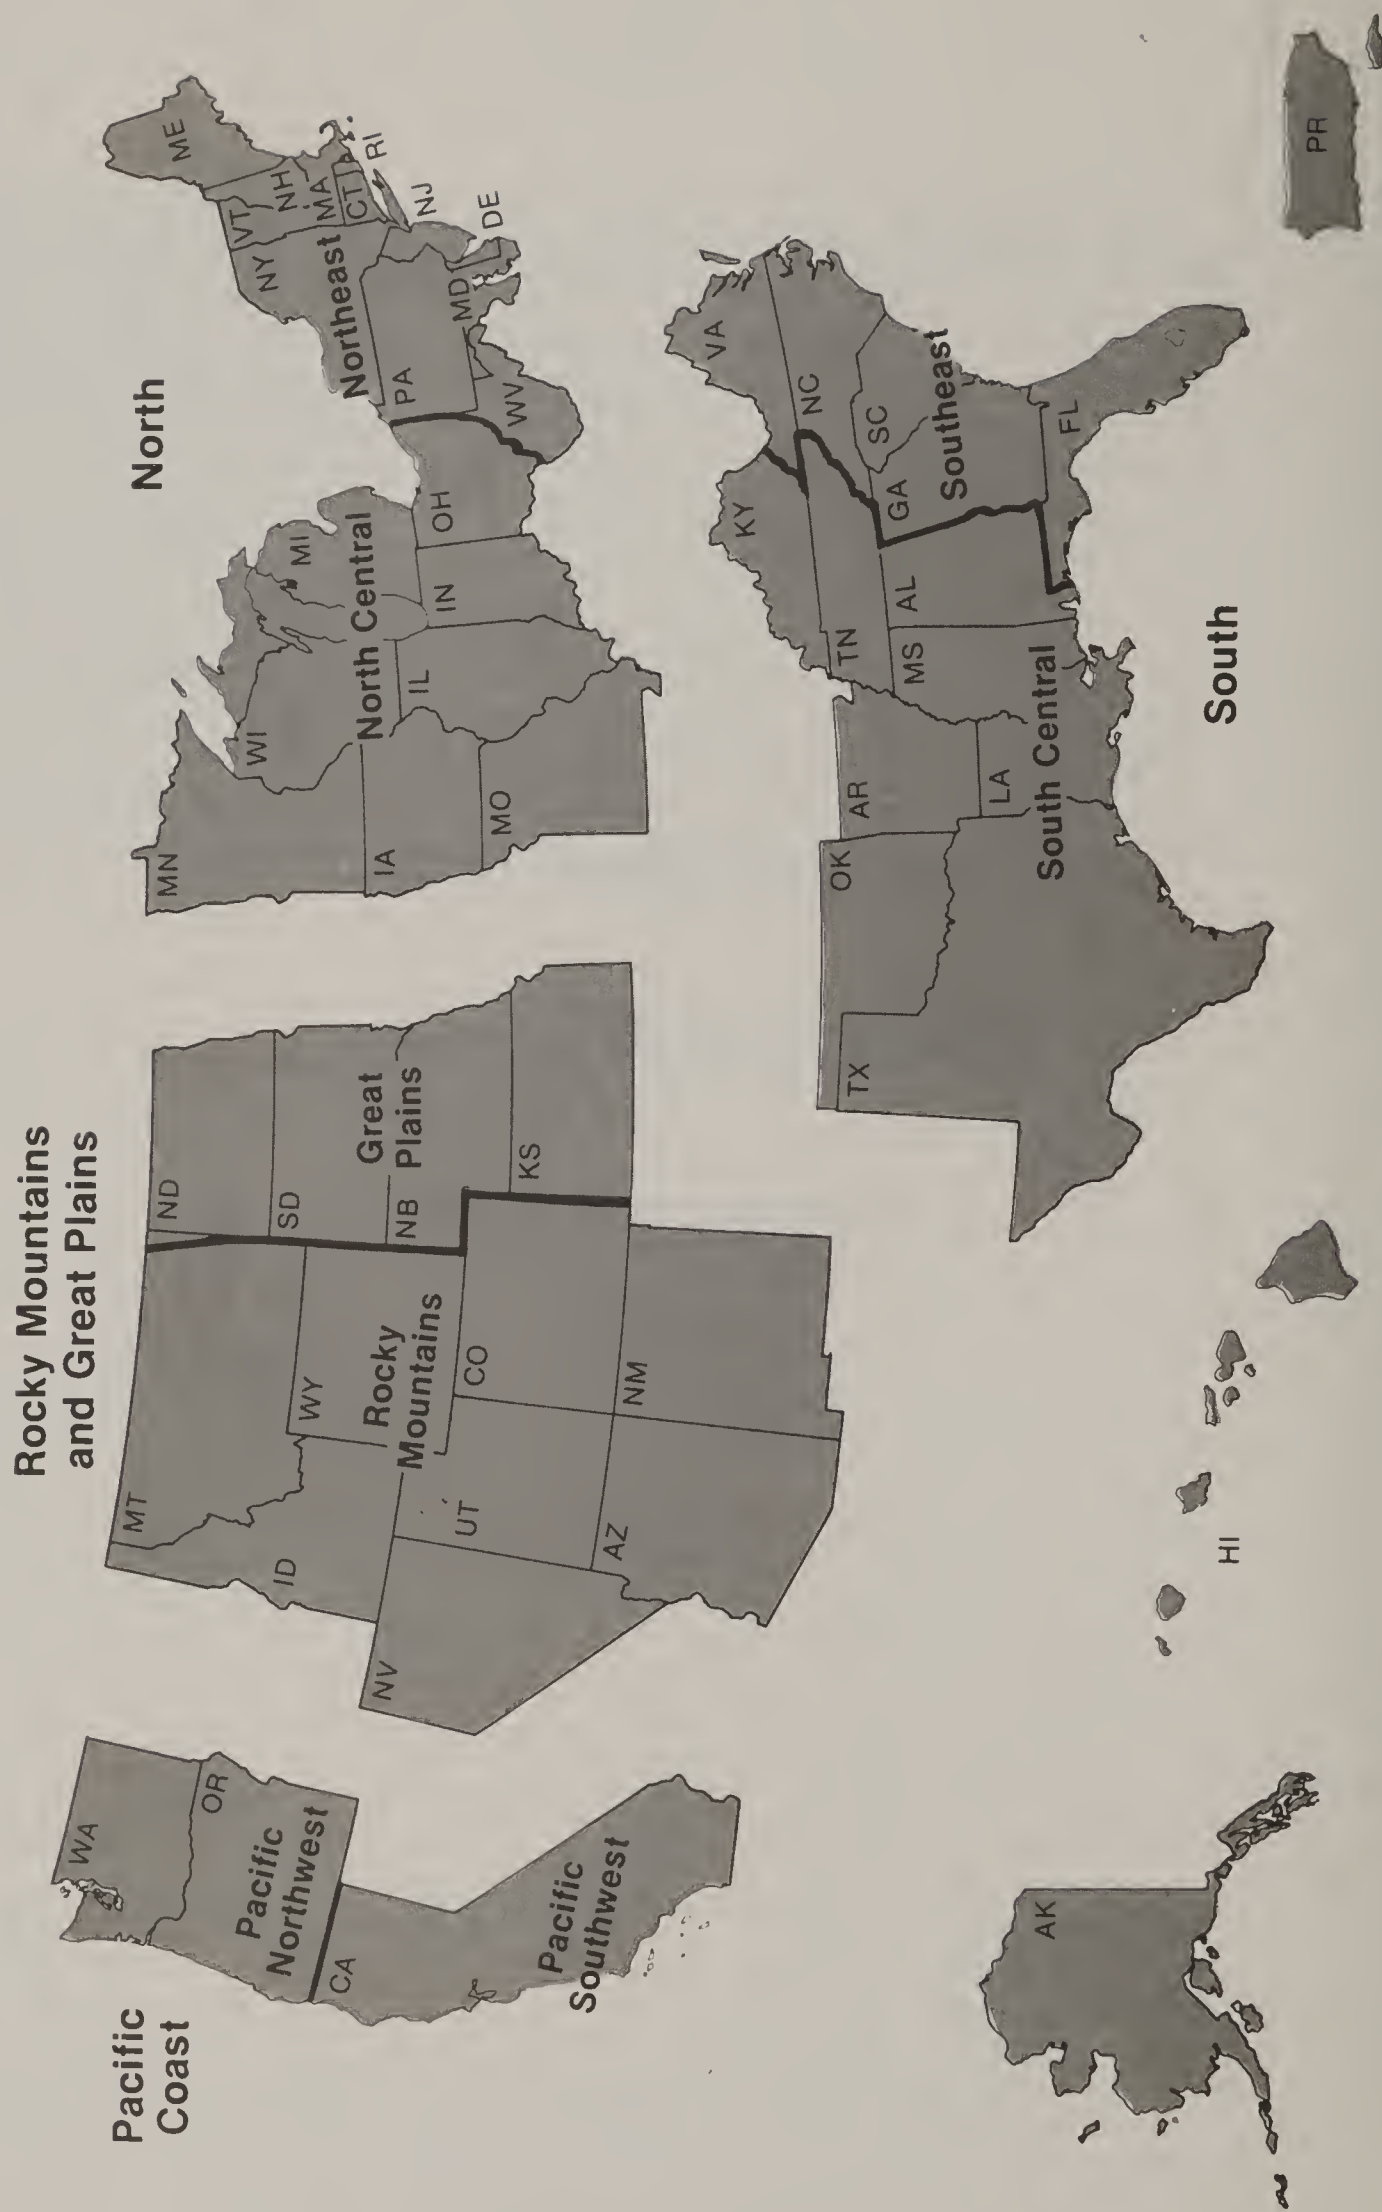 Pacific
Coast
WA
OR
Pacific
Northwest
CA
Pacific
Southwest
Rocky Mountains
and Great Plains
MT
ND
ID
SD
WY
Great
Plains
Rocky
Mountains
NB
NV
CO
KS
UT
AZ
NM
North
MN
WI
MI
North Central
IA
IL
IN
OH
MO
ME
VT
NH
NY
MA
CT
RI
Northeast
PA
NJ
MD
DE
WV
South
KY
VA
TN
NC
OK
AR
SC
TX
MS
AL
GA
Southeast
LA
South Central
FL
AK
HI
PR